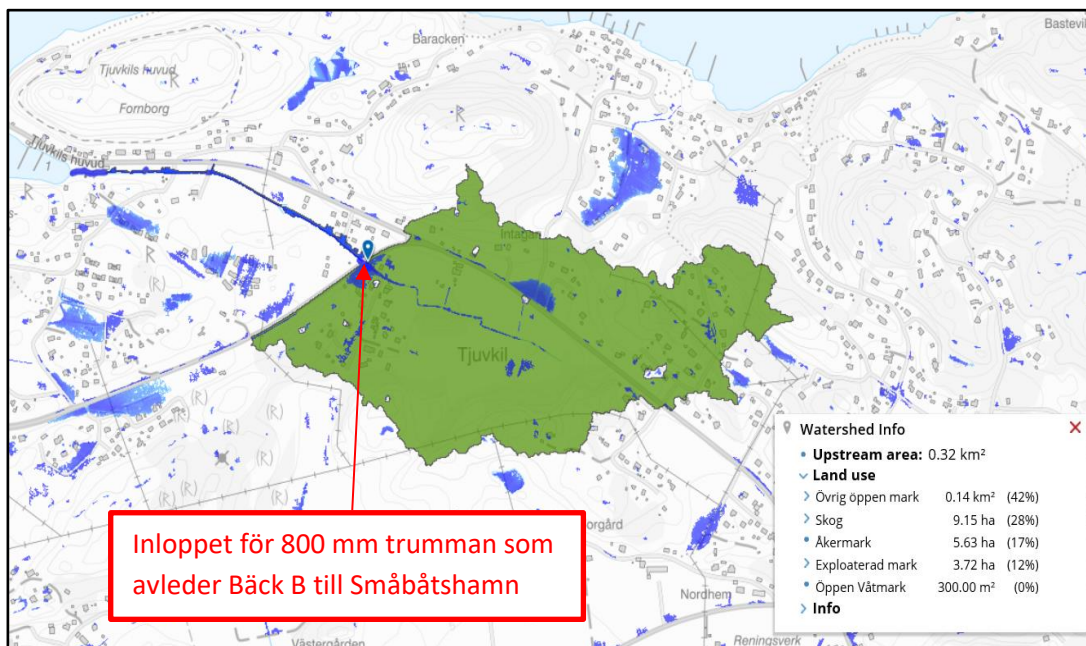 Baracken
Bastevil
Tjuvkils huvud
R
Fornborg
R
Tjuvkils huvud
1
R
Intagan
R
(R)
Tjuvkil
(R)
(R)
(R)
(R)
(R)
(R)
(R)
Watershed Info
Upstream area: 0.32 km²
Land use
Övrig öppen mark 0.14 km² (42%)
Skog 9.15 ha (28%)
Åkermark 5.63 ha (17%)
Exploaterad mark 3.72 ha (12%)
Öppen Våtmark 300.00 m² (0%)
Info
orgård
Inloppet för 800 mm trumman som
avleder Bäck B till Småbåtshamn
Nordhem
Västergården
Reningsverk